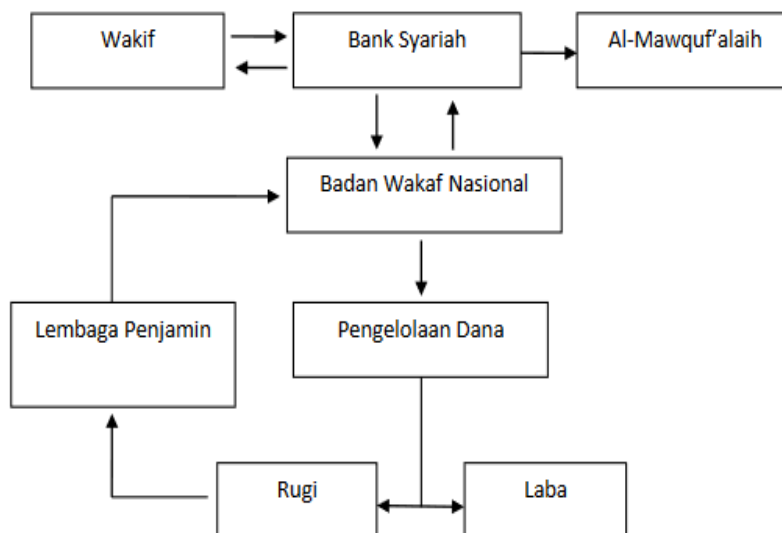 Wakif
Bank Syariah
Al-Mawquf’alaih
Badan Wakaf Nasional
Lembaga Penjamin
Pengelolaan Dana
Rugi
Laba